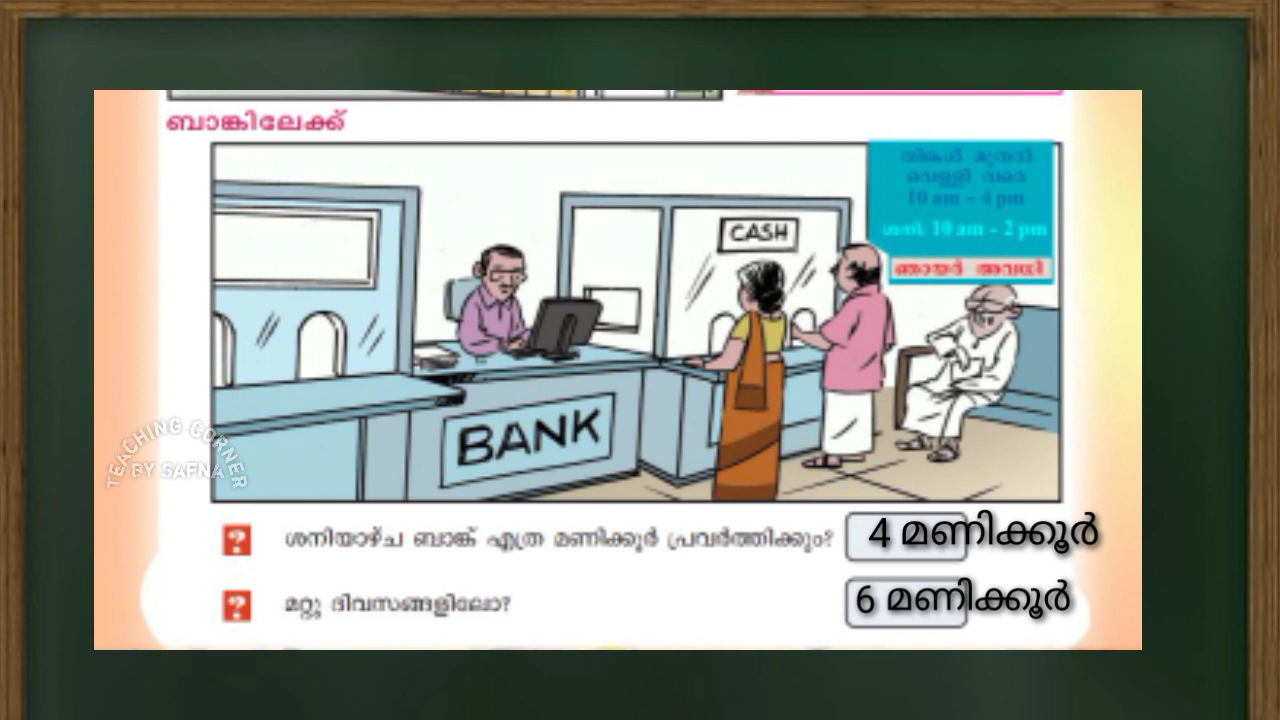 ബാങ്കിലേക്ക്
തിങ്കൾ മുതൽ
വെള്ളി വരെ
10 am – 4 pm
ശനി. 10 am – 2 pm
ഞായർ അവധി
CASH
BANK
TEACHING CORNER
BY SAFNA
? ശനിയാഴ്ച ബാങ്ക് എത്ര മണിക്കൂർ പ്രവർത്തിക്കും? 4 മണിക്കൂർ
? മറ്റു ദിവസങ്ങളിലോ? 6 മണിക്കൂർ